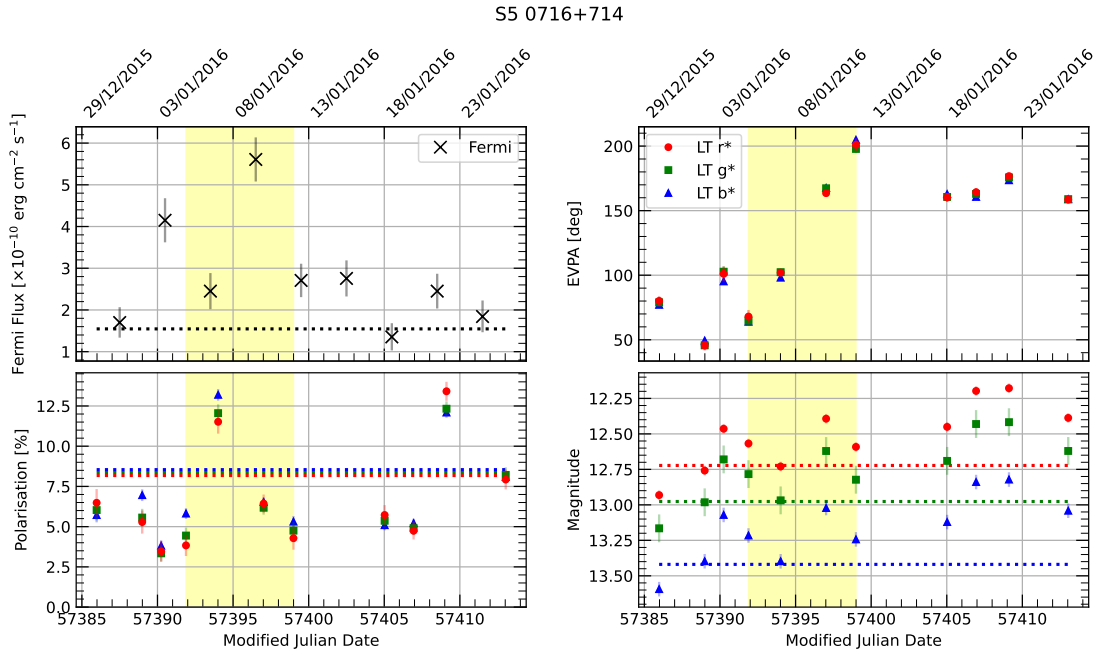 S5 0716+714
29/12/2015 03/01/2016 08/01/2016 13/01/2016 18/01/2016 23/01/2016
29/12/2015 03/01/2016 08/01/2016 13/01/2016 18/01/2016 23/01/2016
Fermi Flux [×10⁻¹⁰ erg cm⁻² s⁻¹]
6
5
4
3
2
1
Fermi
EVPA [deg]
200
150
100
50
LT r*
LT g*
LT b*
Polarisation [%]
12.5
10.0
7.5
5.0
2.5
0.0
57385 57390 57395 57400 57405 57410
Modified Julian Date
Magnitude
12.25
12.50
12.75
13.00
13.25
13.50
57385 57390 57395 57400 57405 57410
Modified Julian Date